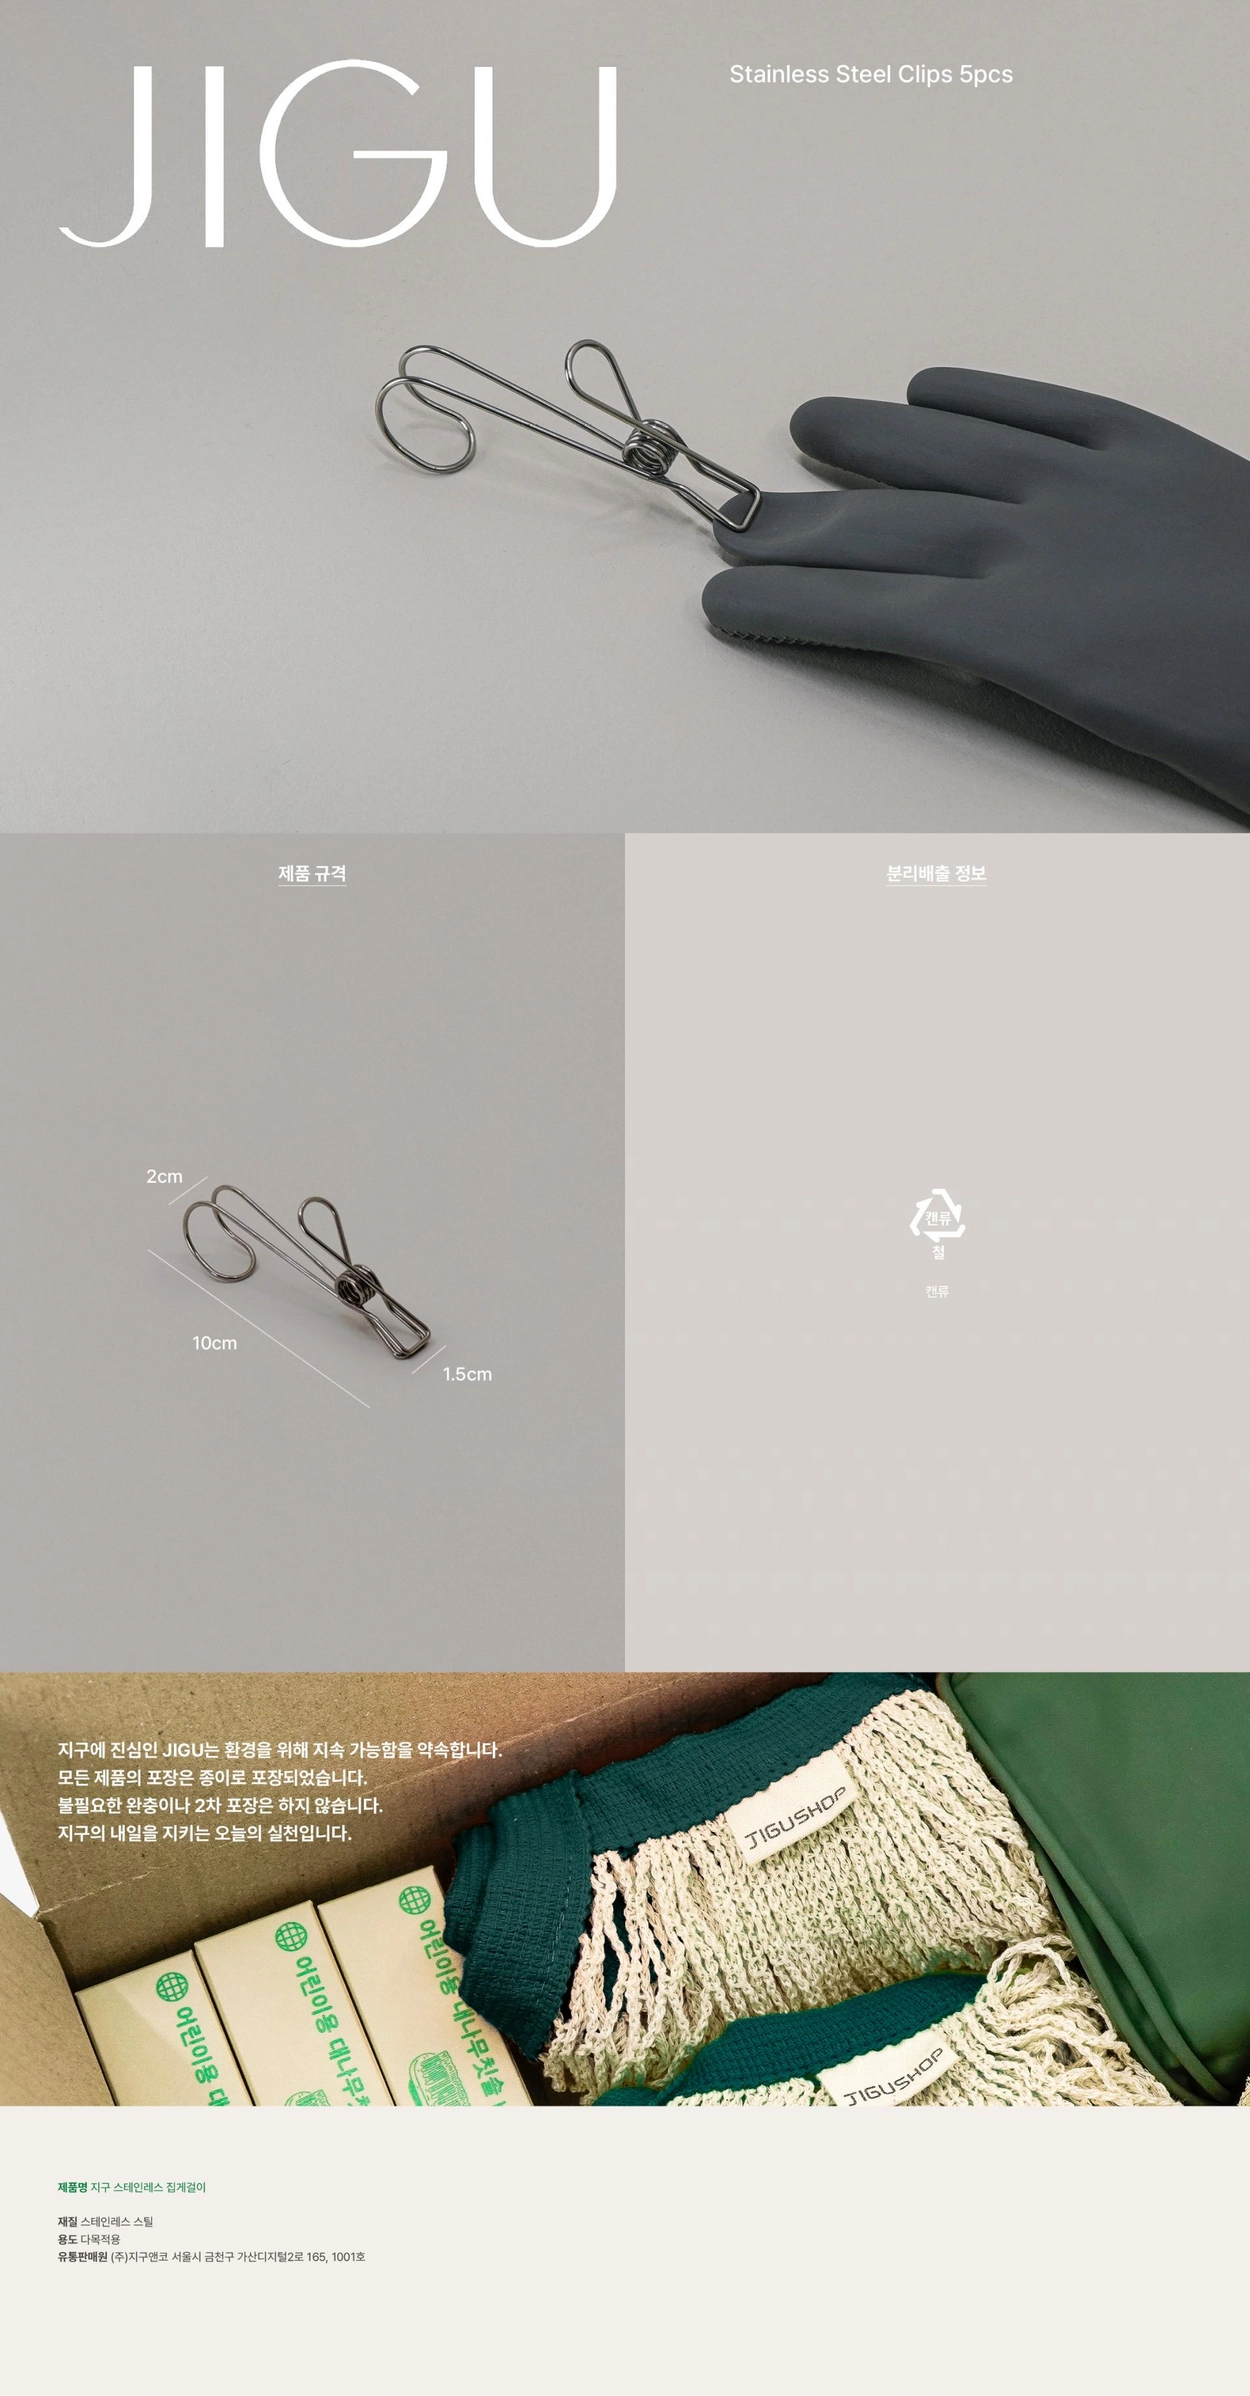 JIGU
Stainless Steel Clips 5pcs
제품 규격
2cm
10cm
1.5cm
분리배출 정보
캔류
철
캔류
지구에 진심인 JIGU는 환경을 위해 지속 가능함을 약속합니다.
모든 제품의 포장은 종이로 포장되었습니다.
불필요한 완충이나 2차 포장은 하지 않습니다.
지구의 내일을 지키는 오늘의 실천입니다.
JIGUSHOP
어린이용 대나무칫솔
어린이용 대나무칫
어린이용 대
JIGUSHOP
제품명 지구 스테인레스 집게걸이
재질 스테인레스 스틸
용도 다목적용
유통판매원 (주)지구앤코 서울시 금천구 가산디지털2로 165, 1001호